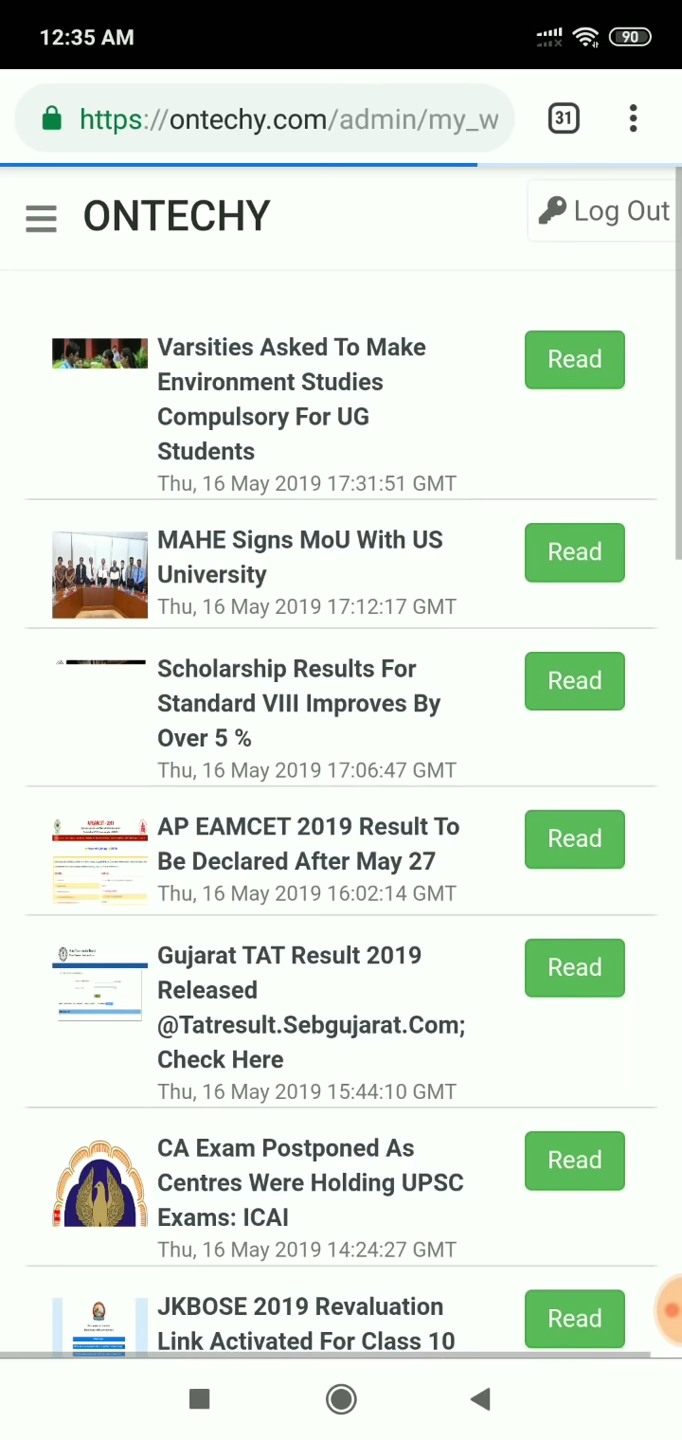 12:35 AM
90
https://ontechy.com/admin/my_w
31
ONTECHY
Log Out
Varsities Asked To Make
Environment Studies
Compulsory For UG
Students
Thu, 16 May 2019 17:31:51 GMT
Read
MAHE Signs MoU With US
University
Thu, 16 May 2019 17:12:17 GMT
Read
Scholarship Results For
Standard VIII Improves By
Over 5 %
Thu, 16 May 2019 17:06:47 GMT
Read
AP EAMCET 2019 Result To
Be Declared After May 27
Thu, 16 May 2019 16:02:14 GMT
Read
Gujarat TAT Result 2019
Released
@Tatresult.Sebgujarat.Com;
Check Here
Thu, 16 May 2019 15:44:10 GMT
Read
CA Exam Postponed As
Centres Were Holding UPSC
Exams: ICAI
Thu, 16 May 2019 14:24:27 GMT
Read
JKBOSE 2019 Revaluation
Link Activated For Class 10
Read